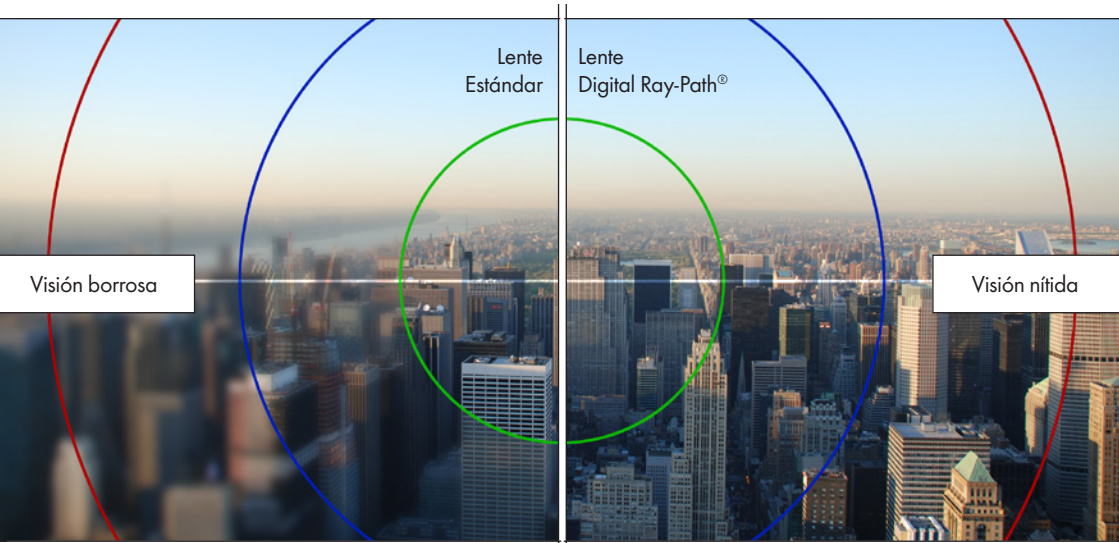 Lente
Estándar
Lente
Digital Ray-Path®
Visión borrosa
Visión nítida